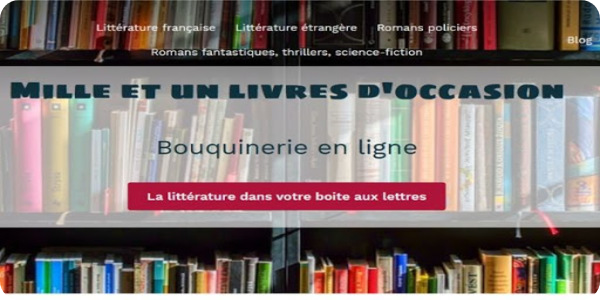 Littérature française Littérature étrangère Romans policiers
Blog
Romans fantastiques, thrillers, science-fiction
Mille et un livres d'occasion
Bouquinerie en ligne
La littérature dans votre boite aux lettres